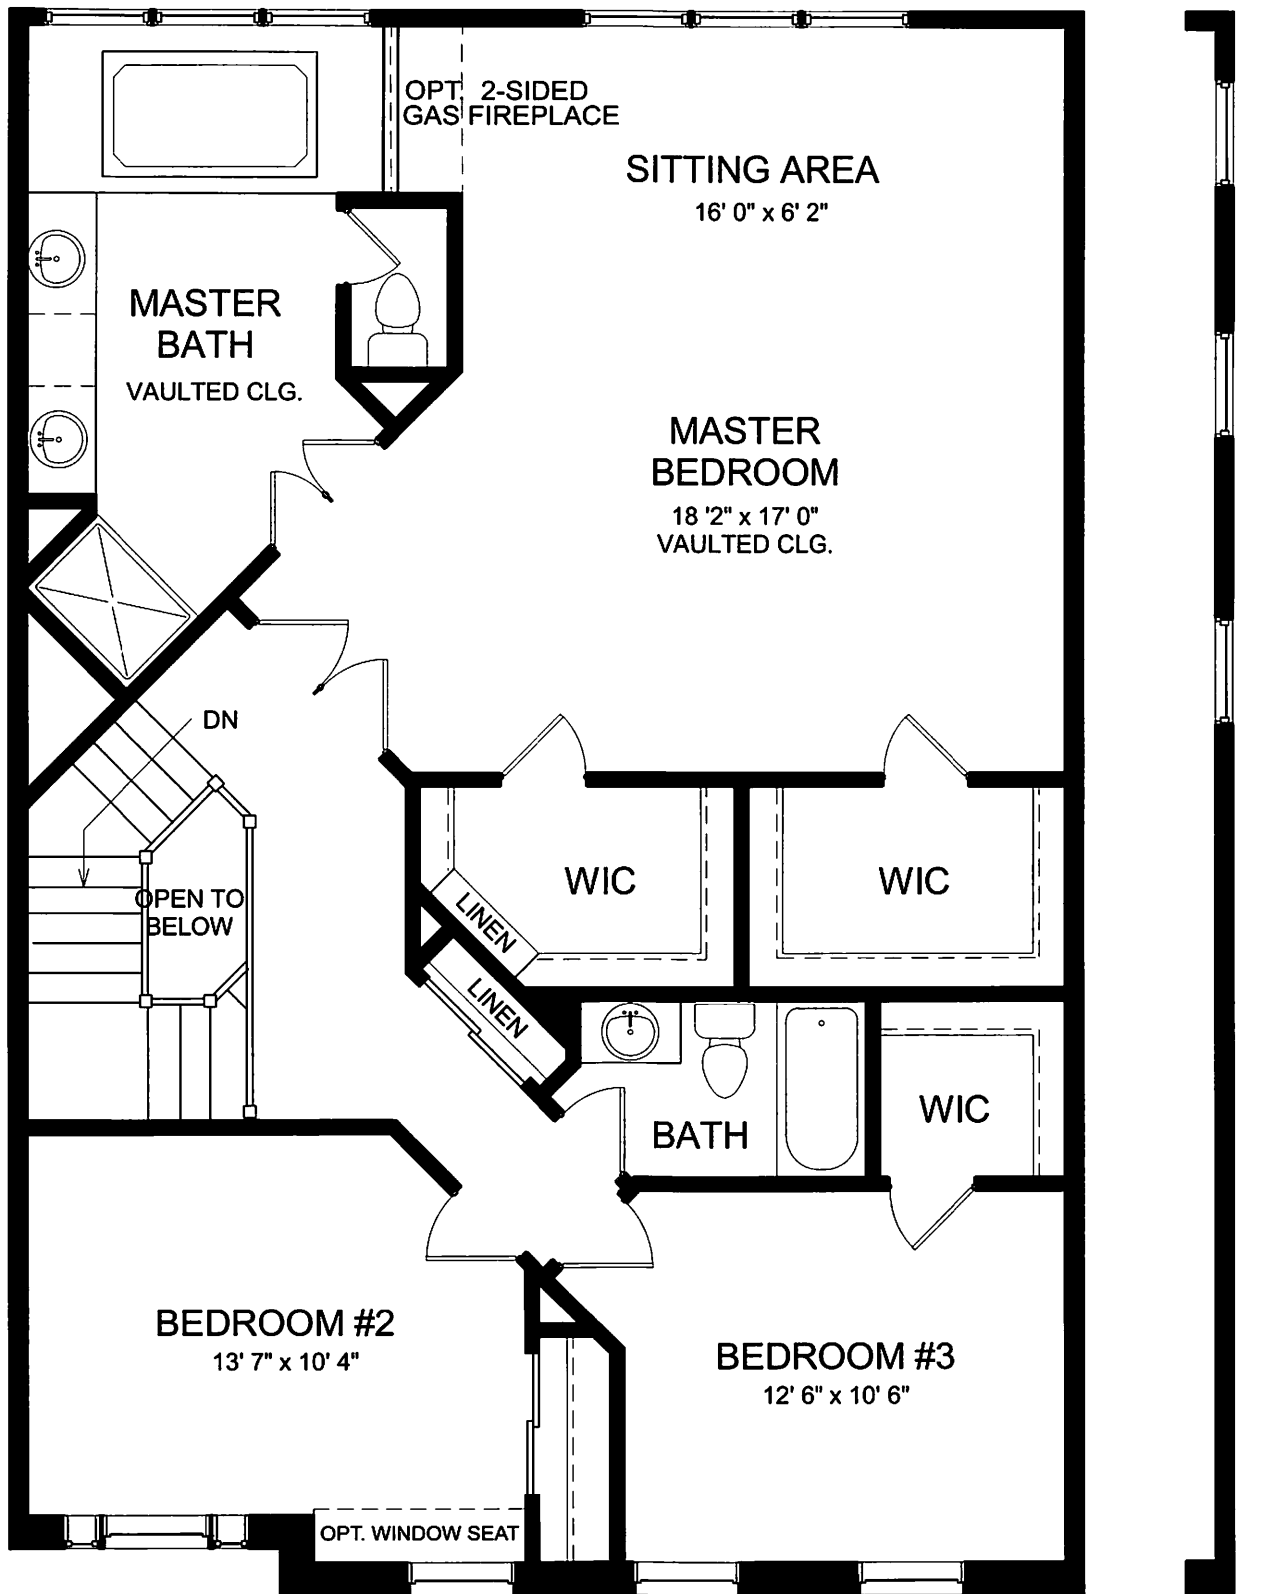 OPT. 2-SIDED
GAS FIREPLACE
SITTING AREA
16' 0" x 6' 2"
MASTER
BATH
VAULTED CLG.
MASTER
BEDROOM
18 '2" x 17' 0"
VAULTED CLG.
DN
OPEN TO
BELOW
WIC
WIC
LINEN
LINEN
BATH
WIC
BEDROOM #2
13' 7" x 10' 4"
BEDROOM #3
12' 6" x 10' 6"
OPT. WINDOW SEAT